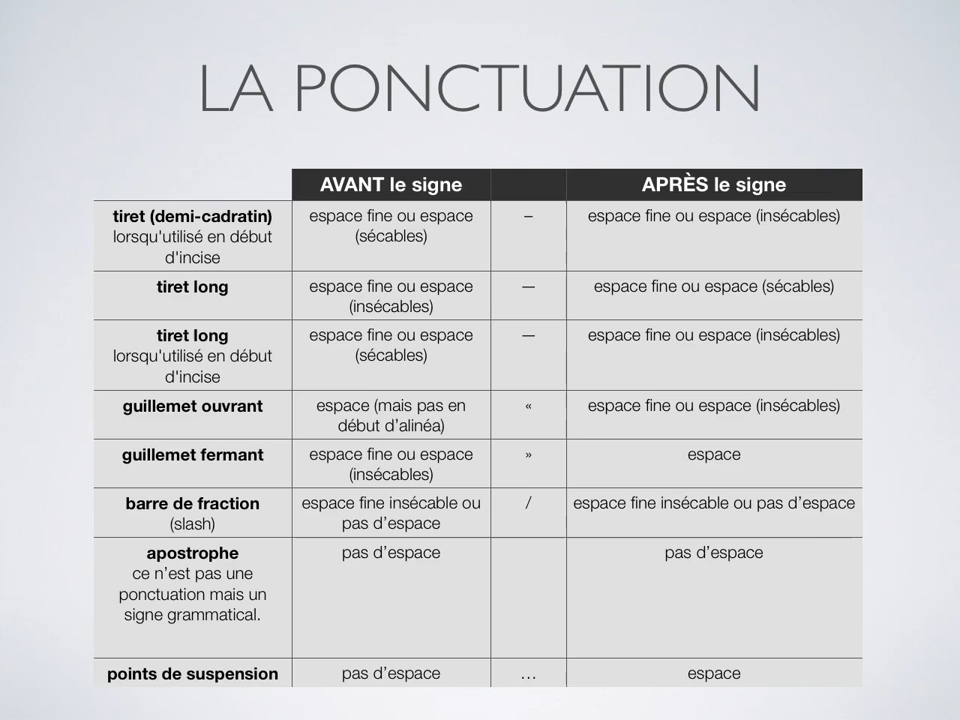 LA PONCTUATION
AVANT le signe APRÈS le signe
tiret (demi-cadratin) espace fine ou espace – espace fine ou espace (insécables)
lorsqu'utilisé en début (sécables)
d'incise
tiret long espace fine ou espace — espace fine ou espace (sécables)
(insécables)
tiret long espace fine ou espace — espace fine ou espace (insécables)
lorsqu'utilisé en début (sécables)
d'incise
guillemet ouvrant espace (mais pas en « espace fine ou espace (insécables)
début d’alinéa)
guillemet fermant espace fine ou espace » espace
(insécables)
barre de fraction espace fine insécable ou / espace fine insécable ou pas d’espace
(slash) pas d’espace
apostrophe pas d’espace pas d’espace
ce n’est pas une
ponctuation mais un
signe grammatical.
points de suspension pas d’espace … espace